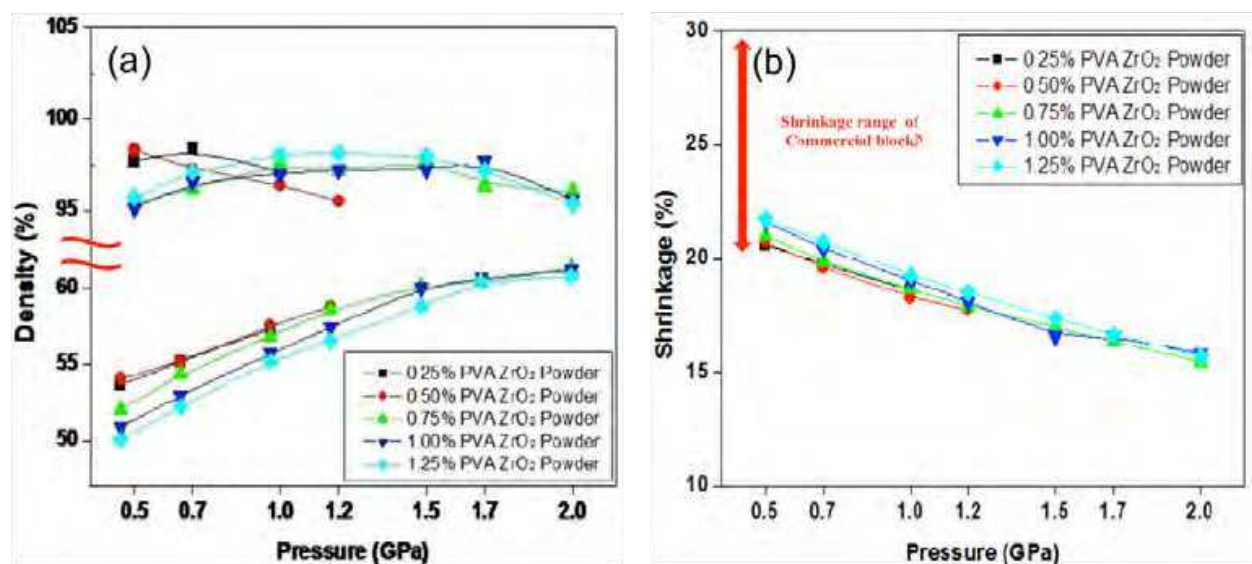 (a)
105
100
95
60
55
50
Density (%)
0.25% PVA ZrO₂ Powder
0.50% PVA ZrO₂ Powder
0.75% PVA ZrO₂ Powder
1.00% PVA ZrO₂ Powder
1.25% PVA ZrO₂ Powder
0.5 0.7 1.0 1.2 1.5 1.7 2.0
Pressure (GPa)
(b)
30
25
20
15
10
Shrinkage (%)
Shrinkage range of
Commercial block
0.25% PVA ZrO₂ Powder
0.50% PVA ZrO₂ Powder
0.75% PVA ZrO₂ Powder
1.00% PVA ZrO₂ Powder
1.25% PVA ZrO₂ Powder
0.5 0.7 1.0 1.2 1.5 1.7 2.0
Pressure (GPa)